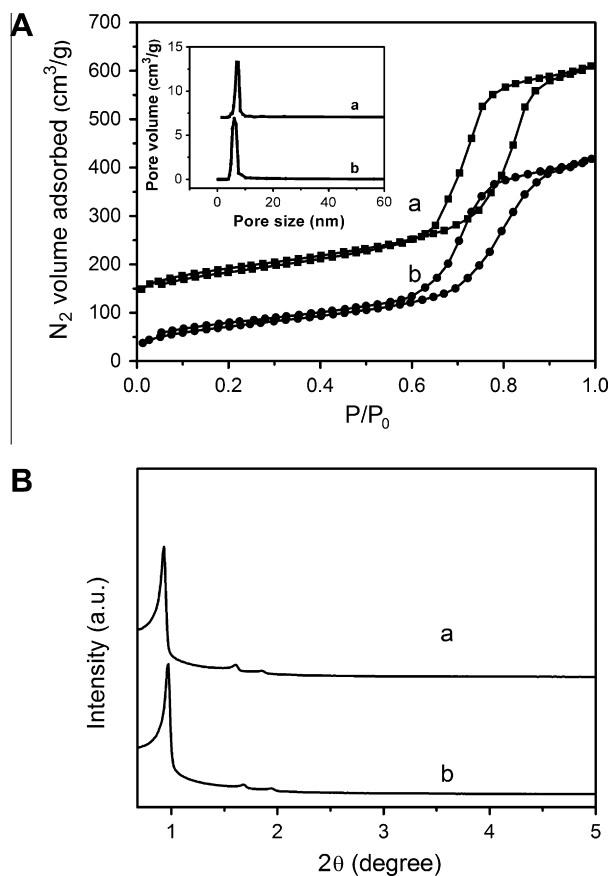 A
700
600
500
400
300
200
100
0
N2 volume adsorbed (cm3/g)
15
10
5
0
Pore volume (cm3/g)
a
b
0 20 40 60
Pore size (nm)
a
b
0.0 0.2 0.4 0.6 0.8 1.0
P/P0
B
Intensity (a.u.)
a
b
1 2 3 4 5
2θ (degree)